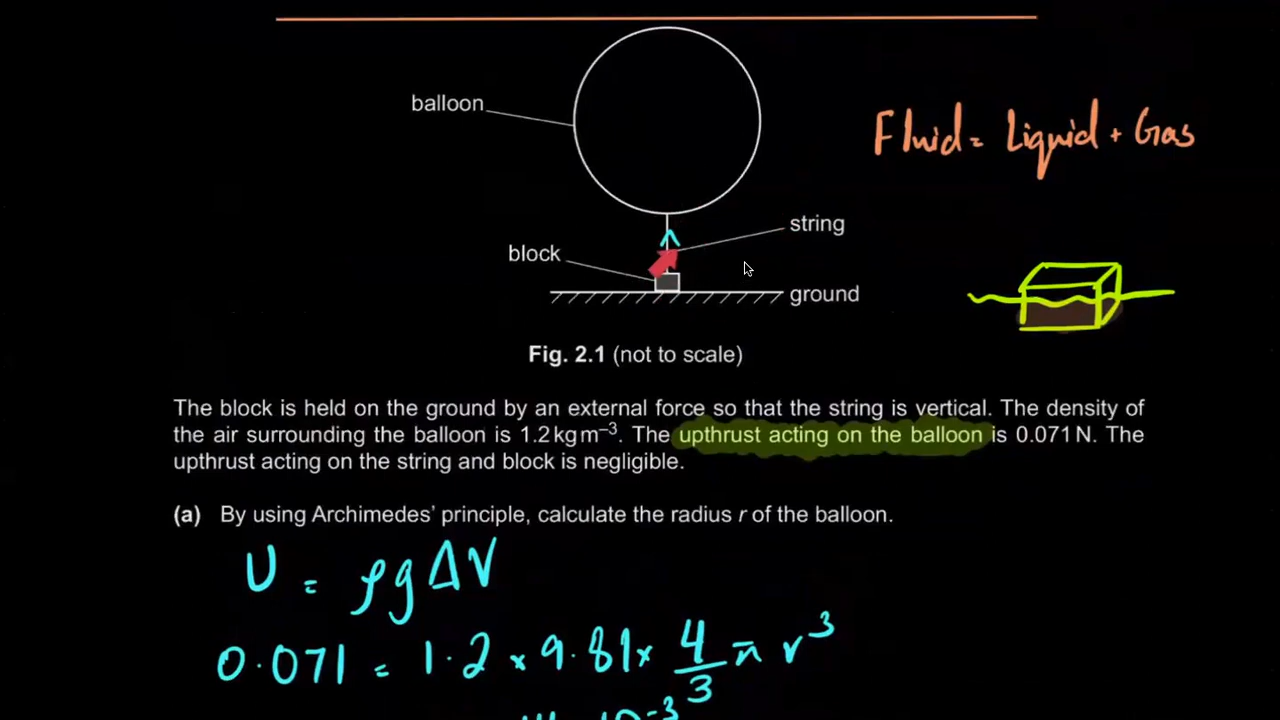 balloon
Fluid = Liquid + Gas
string
block
ground
Fig. 2.1 (not to scale)
The block is held on the ground by an external force so that the string is vertical. The density of
the air surrounding the balloon is 1.2 kg m⁻³. The upthrust acting on the balloon is 0.071 N. The
upthrust acting on the string and block is negligible.
(a) By using Archimedes' principle, calculate the radius r of the balloon.
U = ρgΔV
0.071 = 1.2 × 9.81 × 4/3 π r³